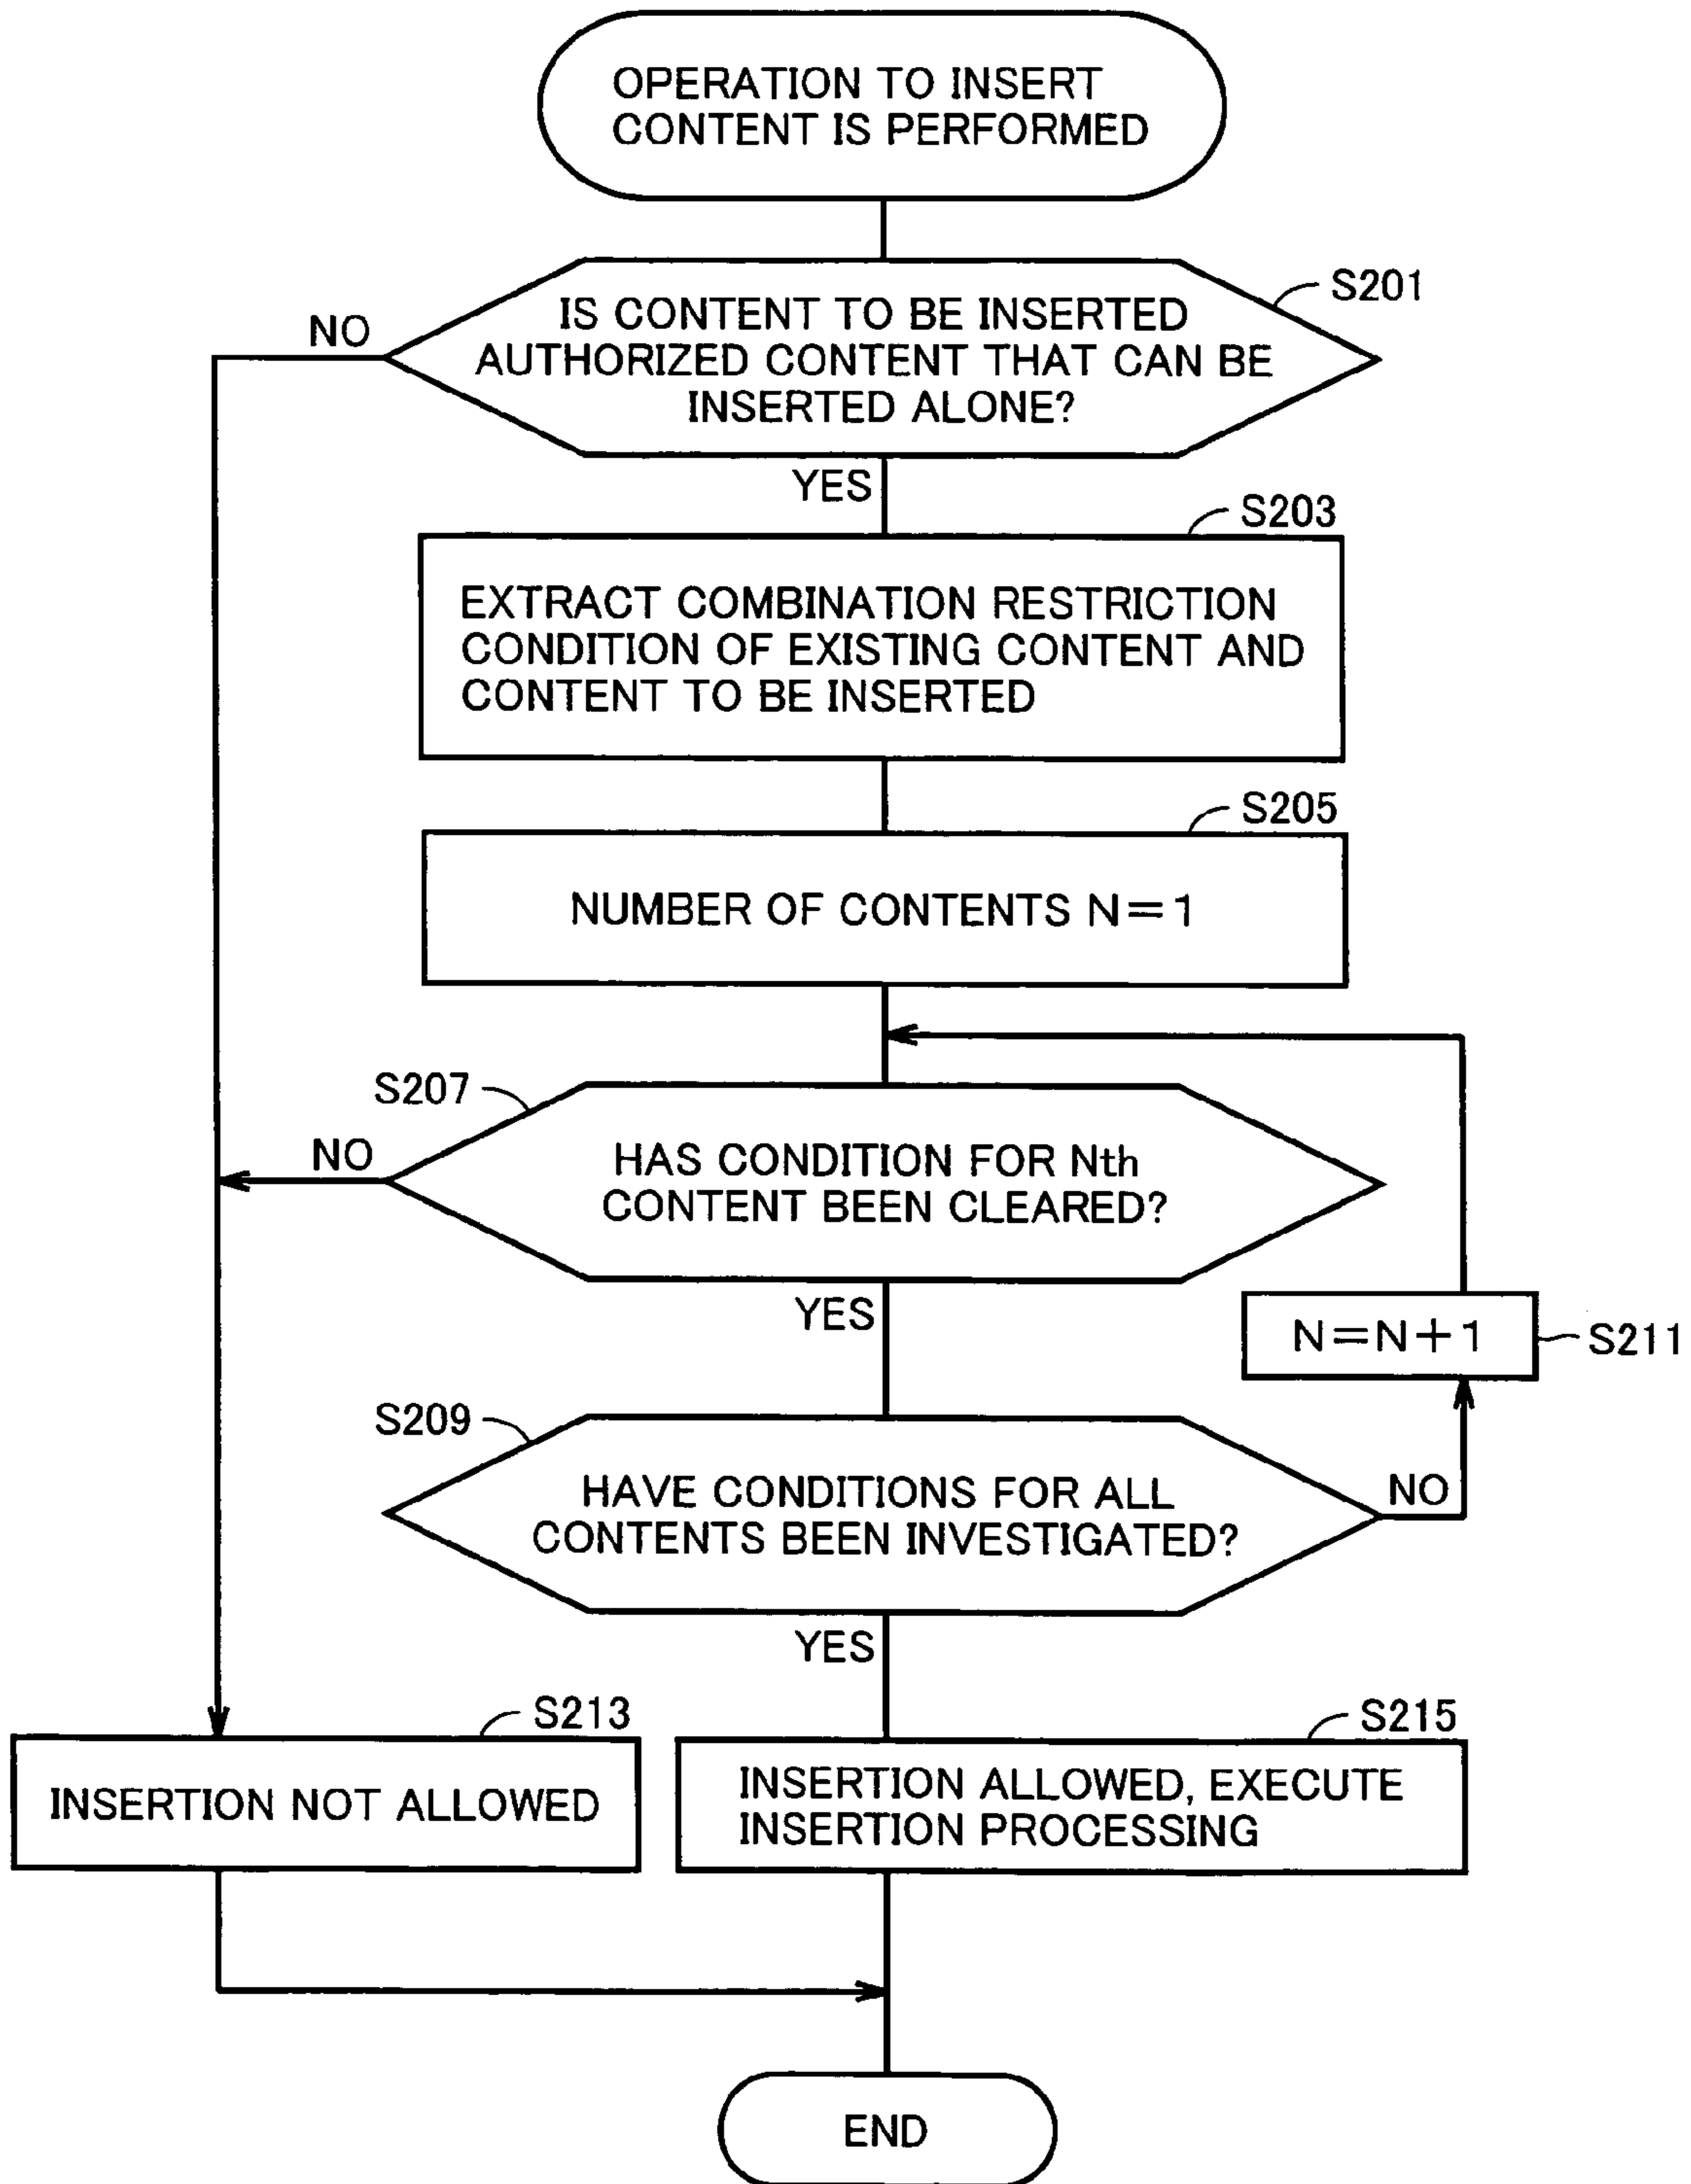 OPERATION TO INSERT
CONTENT IS PERFORMED
S201
NO
IS CONTENT TO BE INSERTED
AUTHORIZED CONTENT THAT CAN BE
INSERTED ALONE?
YES
S203
EXTRACT COMBINATION RESTRICTION
CONDITION OF EXISTING CONTENT AND
CONTENT TO BE INSERTED
S205
NUMBER OF CONTENTS N=1
S207
NO
HAS CONDITION FOR Nth
CONTENT BEEN CLEARED?
YES
N=N+1
S211
S209
HAVE CONDITIONS FOR ALL
CONTENTS BEEN INVESTIGATED?
NO
YES
S213
INSERTION NOT ALLOWED
S215
INSERTION ALLOWED, EXECUTE
INSERTION PROCESSING
END